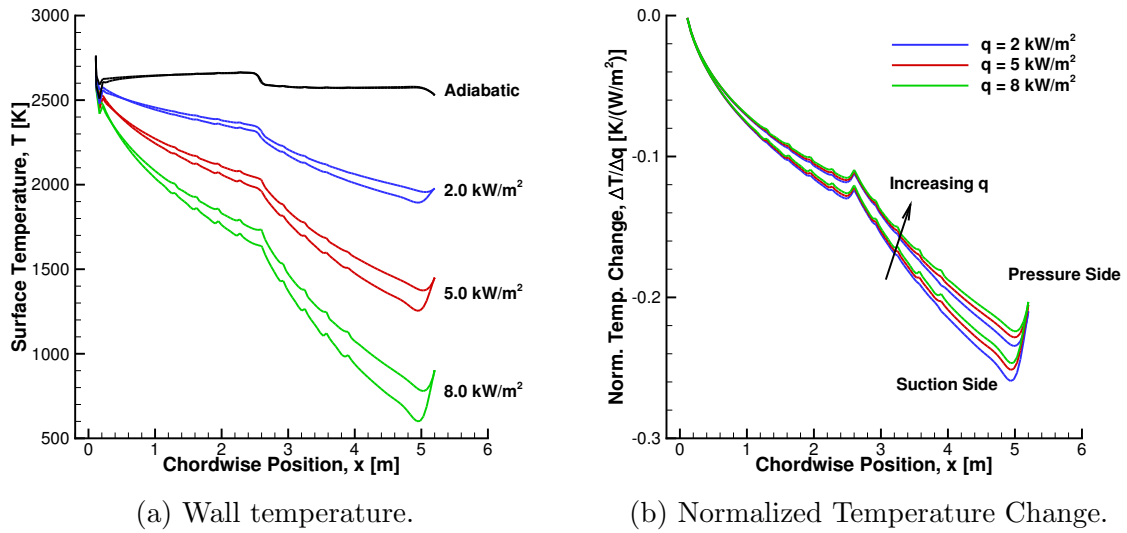 3000
2500
2000
1500
1000
500
0 1 2 3 4 5 6
Surface Temperature, T [K]
Chordwise Position, x [m]
Adiabatic
2.0 kW/m²
5.0 kW/m²
8.0 kW/m²
(a) Wall temperature.
0.0
-0.1
-0.2
-0.3
0 1 2 3 4 5 6
Norm. Temp. Change, ΔT/Δq [K/(W/m²)]
Chordwise Position, x [m]
q = 2 kW/m²
q = 5 kW/m²
q = 8 kW/m²
Increasing q
Pressure Side
Suction Side
(b) Normalized Temperature Change.